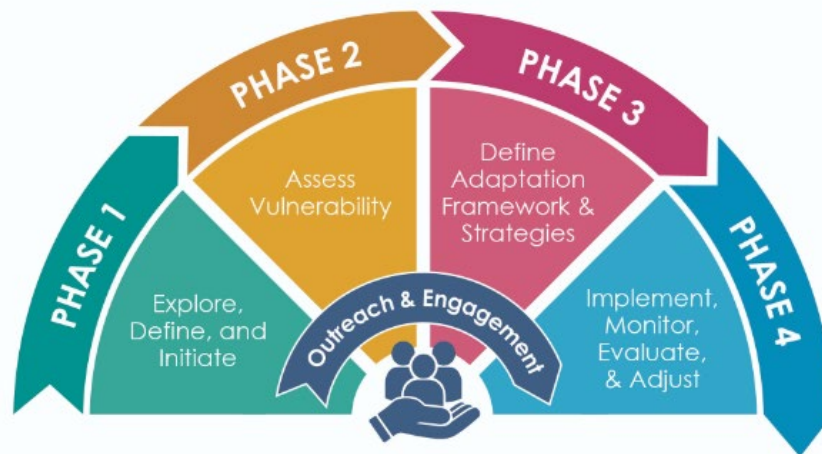 PHASE 1
Explore,
Define, and
Initiate
PHASE 2
Assess
Vulnerability
PHASE 3
Define
Adaptation
Framework &
Strategies
PHASE 4
Implement,
Monitor,
Evaluate,
& Adjust
Outreach & Engagement